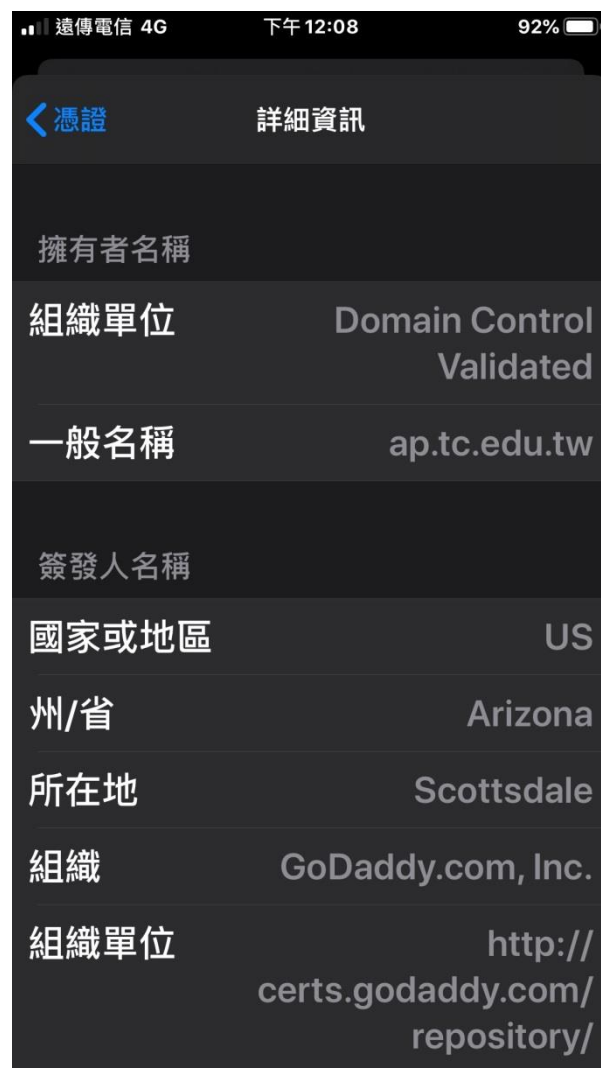 遠傳電信 4G 下午 12:08 92%
憑證 詳細資訊
擁有者名稱
組織單位 Domain Control
Validated
一般名稱 ap.tc.edu.tw
簽發人名稱
國家或地區 US
州/省 Arizona
所在地 Scottsdale
組織 GoDaddy.com, Inc.
組織單位 http://
certs.godaddy.com/
repository/